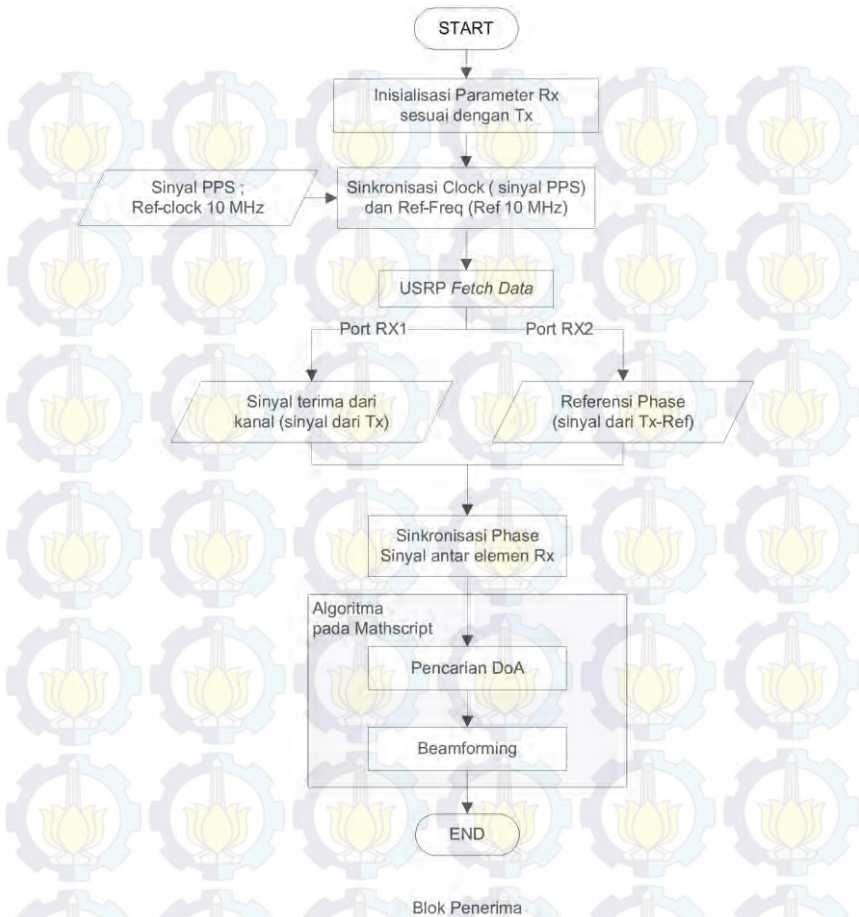 START
Inisialisasi Parameter Rx
sesuai dengan Tx
Sinyal PPS ;
Ref-clock 10 MHz
Sinkronisasi Clock ( sinyal PPS)
dan Ref-Freq (Ref 10 MHz)
USRP Fetch Data
Port RX1
Port RX2
Sinyal terima dari
kanal (sinyal dari Tx)
Referensi Phase
(sinyal dari Tx-Ref)
Sinkronisasi Phase
Sinyal antar elemen Rx
Algoritma
pada Mathscript
Pencarian DoA
Beamforming
END
Blok Penerima